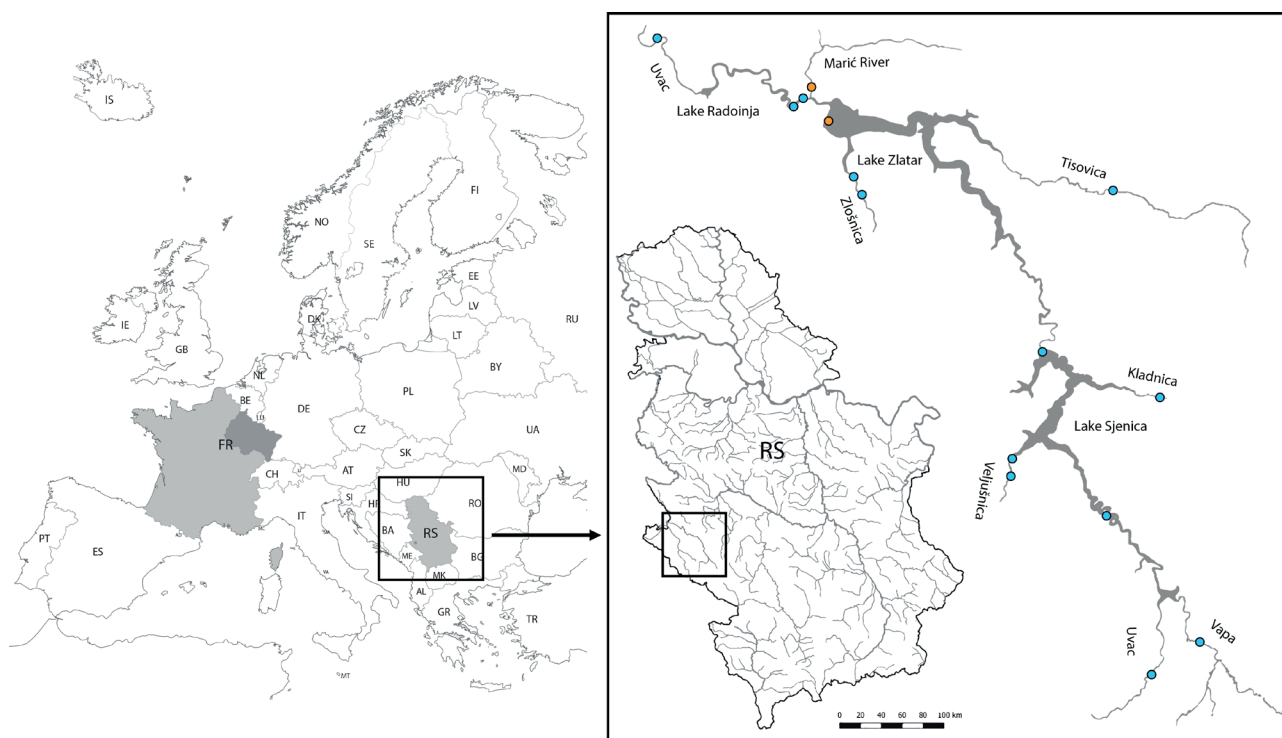 IS
NO
SE
FI
EE
LV
LT
RU
IE
GB
DK
NL
BE
LU
DE
PL
BY
UA
CZ
SK
FR
CH
AT
HU
MD
SI
HR
RO
IT
BA
RS
ME
BG
MK
AL
GR
TR
PT
ES
AD
VA
MT
Uvac
Marić River
Lake Radoinja
Lake Zlatar
Tisovica
Zlošnica
Kladnica
Lake Sjenica
Veljušnica
RS
Uvac
Vapa
0 20 40 60 80 100 km